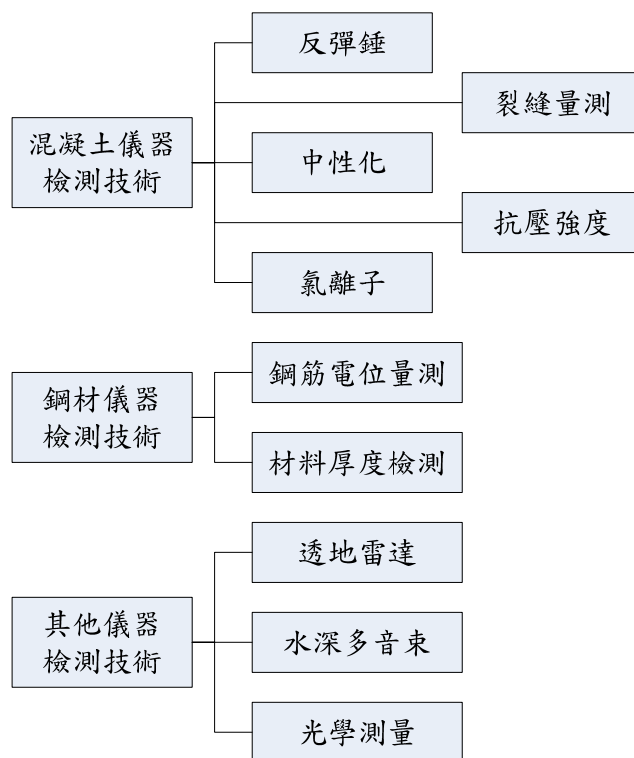 混凝土儀器
檢測技術
反彈錘
裂縫量測
中性化
抗壓強度
氯離子
鋼材儀器
檢測技術
鋼筋電位量測
材料厚度檢測
其他儀器
檢測技術
透地雷達
水深多音束
光學測量